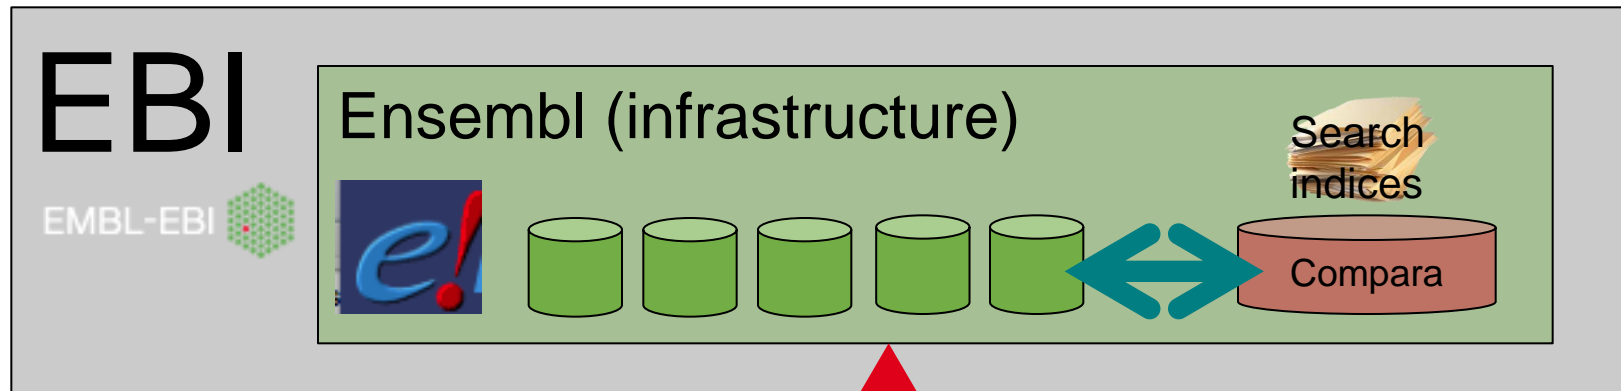 EBI
Ensembl (infrastructure)
Search
indices
EMBL-EBI
e!
Compara